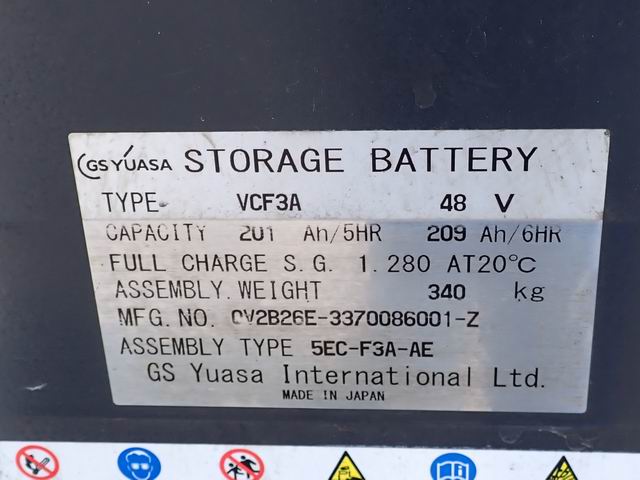 GS YUASA STORAGE BATTERY
TYPE VCF3A 48 V
CAPACITY 201 Ah/5HR 209 Ah/6HR
FULL CHARGE S.G. 1.280 AT20℃
ASSEMBLY.WEIGHT 340 kg
MFG.NO. 0V2B26E-3370086001-Z
ASSEMBLY TYPE 5EC-F3A-AE
GS Yuasa International Ltd.
MADE IN JAPAN